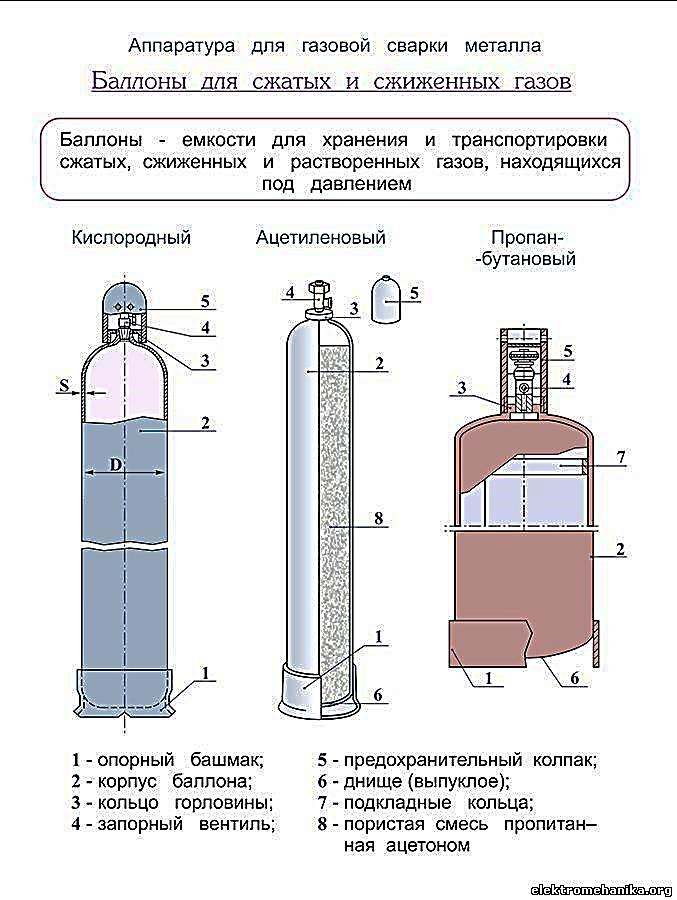 Аппаратура для газовой сварки металла
Баллоны для сжатых и сжиженных газов
Баллоны - емкости для хранения и транспортировки
сжатых, сжиженных и растворенных газов, находящихся
под давлением
Кислородный
Ацетиленовый
Пропан-
-бутановый
5
4
3
S
2
D
1
4
3
5
2
8
1
6
5
4
3
7
2
1
6
1 - опорный башмак;
2 - корпус баллона;
3 - кольцо горловины;
4 - запорный вентиль;
5 - предохранительный колпак;
6 - днище (выпуклое);
7 - подкладные кольца;
8 - пористая смесь пропитан–
ная ацетоном
elektromehanika.org